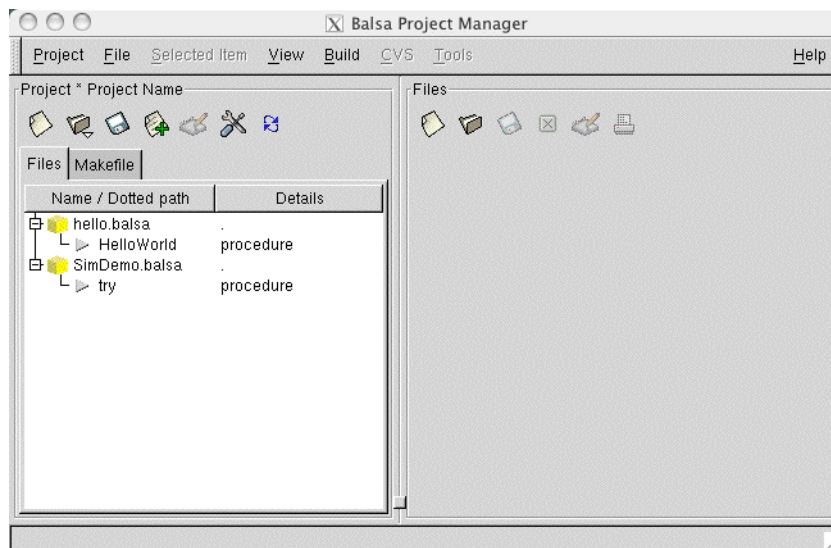 X Balsa Project Manager
Project File Selected Item View Build CVS Tools Help
Project * Project Name
Files
Files Makefile
Name / Dotted path Details
hello.balsa .
HelloWorld procedure
SimDemo.balsa .
try procedure